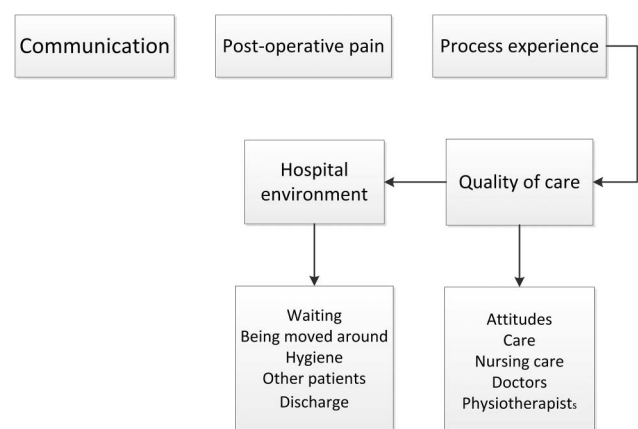 Communication
Post-operative pain
Process experience
Hospital
environment
Quality of care
Waiting
Being moved around
Hygiene
Other patients
Discharge
Attitudes
Care
Nursing care
Doctors
Physiotherapists